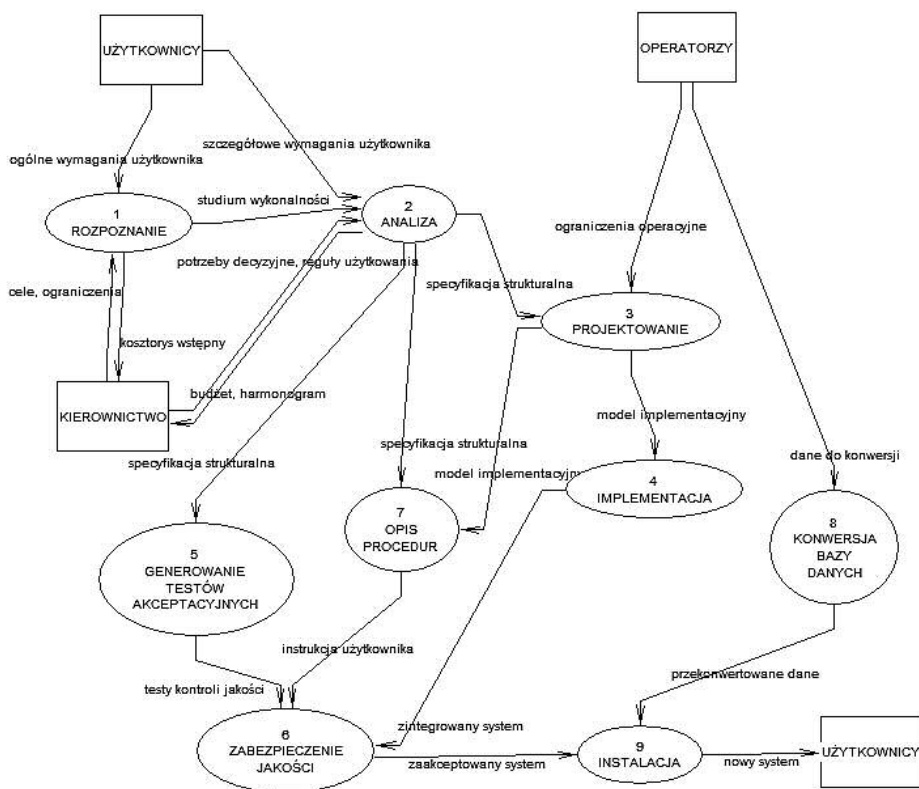 UŻYTKOWNICY
OPERATORZY
szczegółowe wymagania użytkownika
ogólne wymagania użytkownika
studium wykonalności
1
ROZPOZNANIE
2
ANALIZA
ograniczenia operacyjne
potrzeby decyzyjne, reguły użytkowania
cele, ograniczenia
specyfikacja strukturalna
3
PROJEKTOWANIE
kosztorys wstępny
budżet, harmonogram
KIEROWNICTWO
model implementacyjny
specyfikacja strukturalna
specyfikacja strukturalna
model implementacyjny
dane do konwersji
4
IMPLEMENTACJA
7
OPIS
PROCEDUR
8
KONWERSJA
BAZY
DANYCH
5
GENEROWANIE
TESTÓW
AKCEPTACYJNYCH
instrukcja użytkownika
testy kontroli jakości
przekonwertowane dane
zintegrowany system
6
ZABEZPIECZENIE
JAKOŚCI
zaakceptowany system
9
INSTALACJA
nowy system
UŻYTKOWNICY